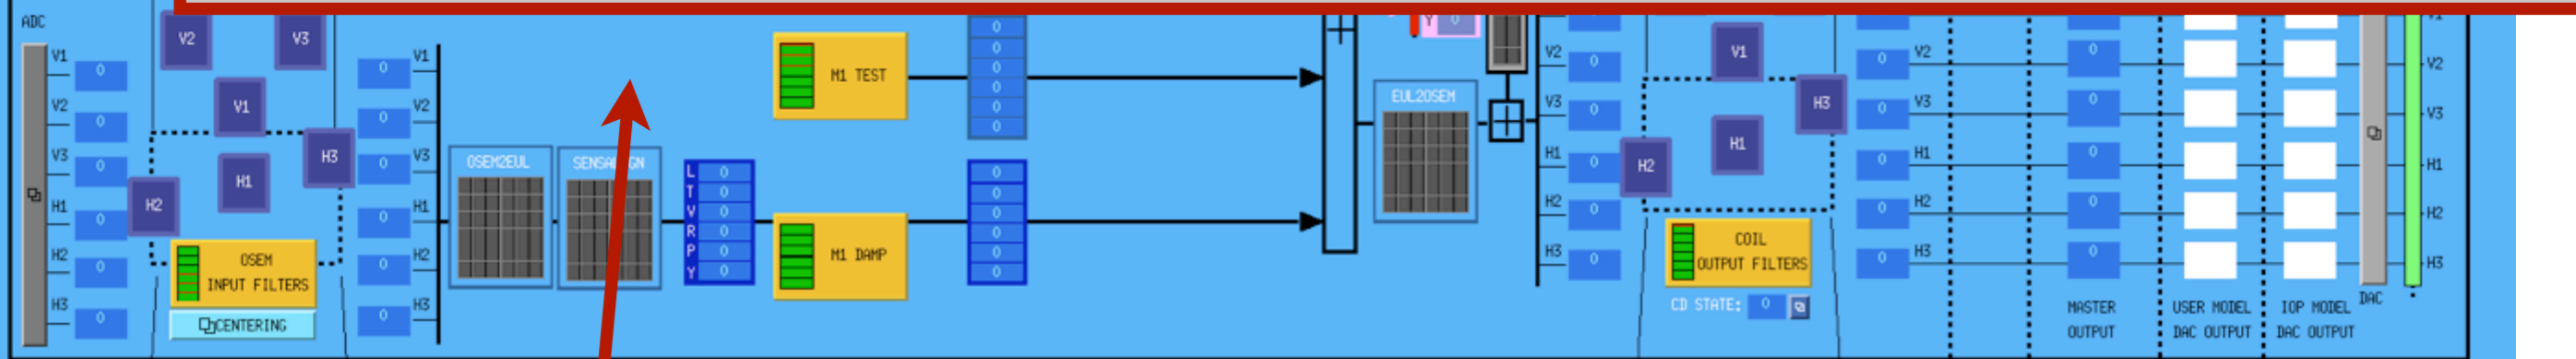 ADC
V1 0
V2 0
V3 0
H1 0
H2 0
H3 0
V2 V3
V1
H3
H1
H2
OSEM
INPUT FILTERS
CENTERING
0 V1
0 V2
0 V3
0 H1
0 H2
0 H3
OSEM2EUL
L 0
T 0
V 0
R 0
P 0
Y 0
M1 TEST
M1 DAMP
0
0
0
0
0
0
0
0
0
0
0
0
Y 0
EUL2OSEM
0
V2 0
V3 0
H1 0
H2 0
H3 0
V1
H3
H1
H2
COIL
OUTPUT FILTERS
CD STATE: 0
0
0 V2
0 V3
0 H1
0 H2
0 H3
0
0
0
0
0
0
MASTER
OUTPUT
USER MODEL
DAC OUTPUT
IOP MODEL
DAC OUTPUT
DAC
V2
V3
H1
H2
H3